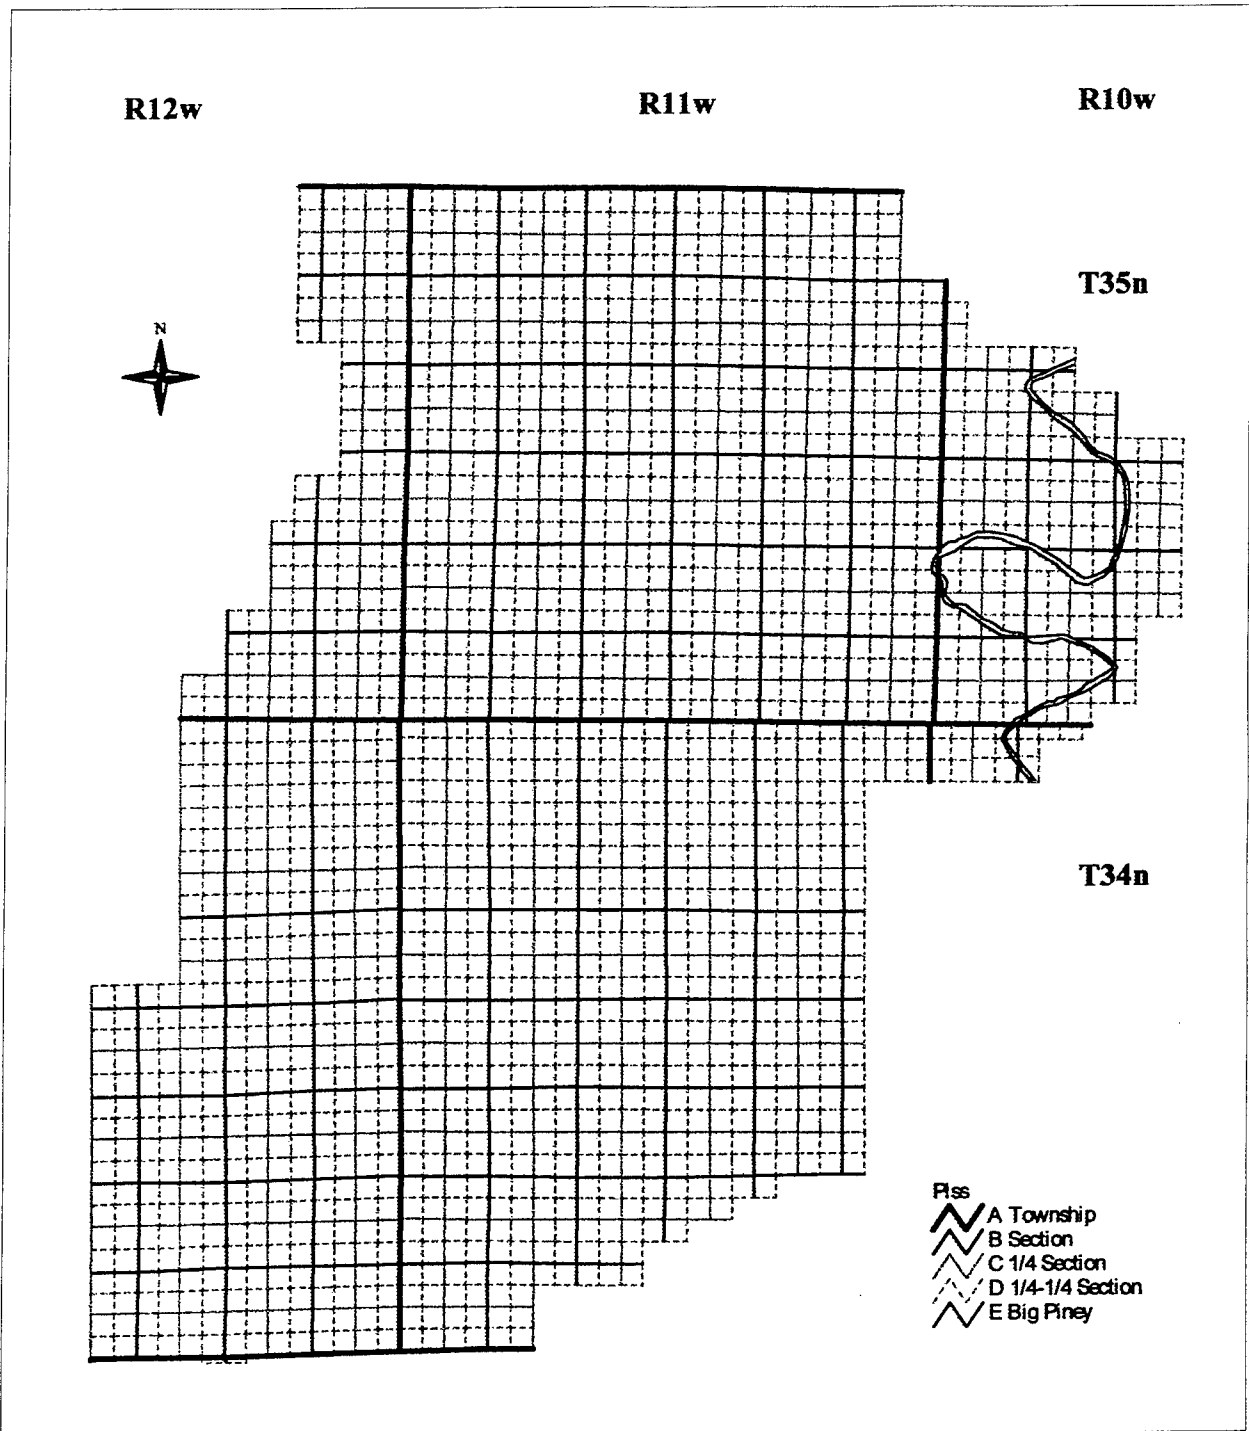 R12w R11w R10w
T35n
N
T34n
Plss
A Township
B Section
C 1/4 Section
D 1/4-1/4 Section
E Big Piney